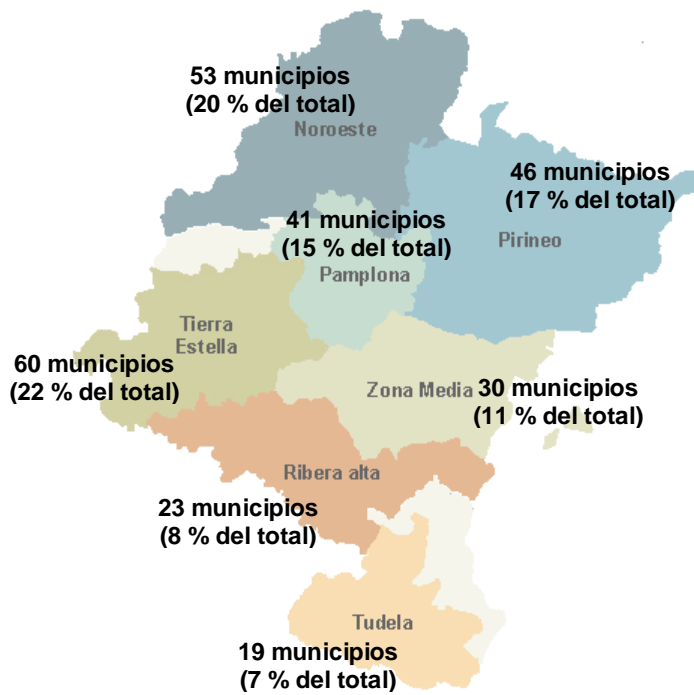 53 municipios
(20 % del total)
Noroeste
46 municipios
(17 % del total)
Pirineo
41 municipios
(15 % del total)
Pamplona
Tierra
Estella
60 municipios
(22 % del total)
Zona Media
30 municipios
(11 % del total)
Ribera alta
23 municipios
(8 % del total)
Tudela
19 municipios
(7 % del total)